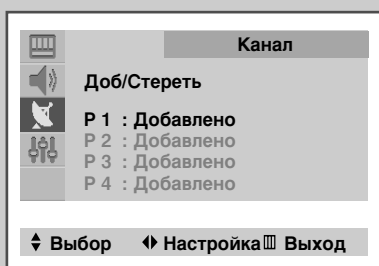 Канал
Доб/Стереть
P 1 : Добавлено
P 2 : Добавлено
P 3 : Добавлено
P 4 : Добавлено
Выбор Настройка Выход